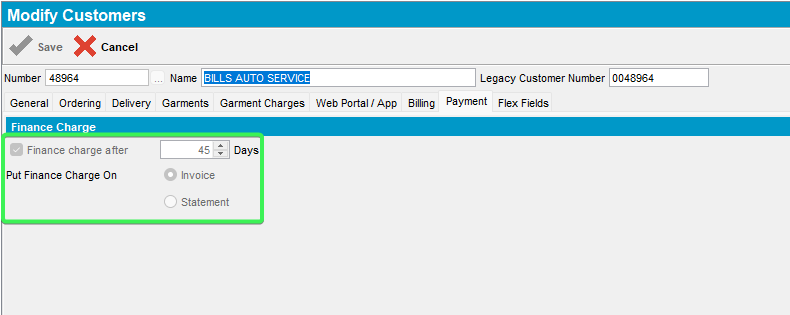 Modify Customers
Save Cancel
Number 48964 ... Name BILLS AUTO SERVICE Legacy Customer Number 0048964
General Ordering Delivery Garments Garment Charges Web Portal / App Billing Payment Flex Fields
Finance Charge
Finance charge after 45 Days
Put Finance Charge On Invoice
Statement